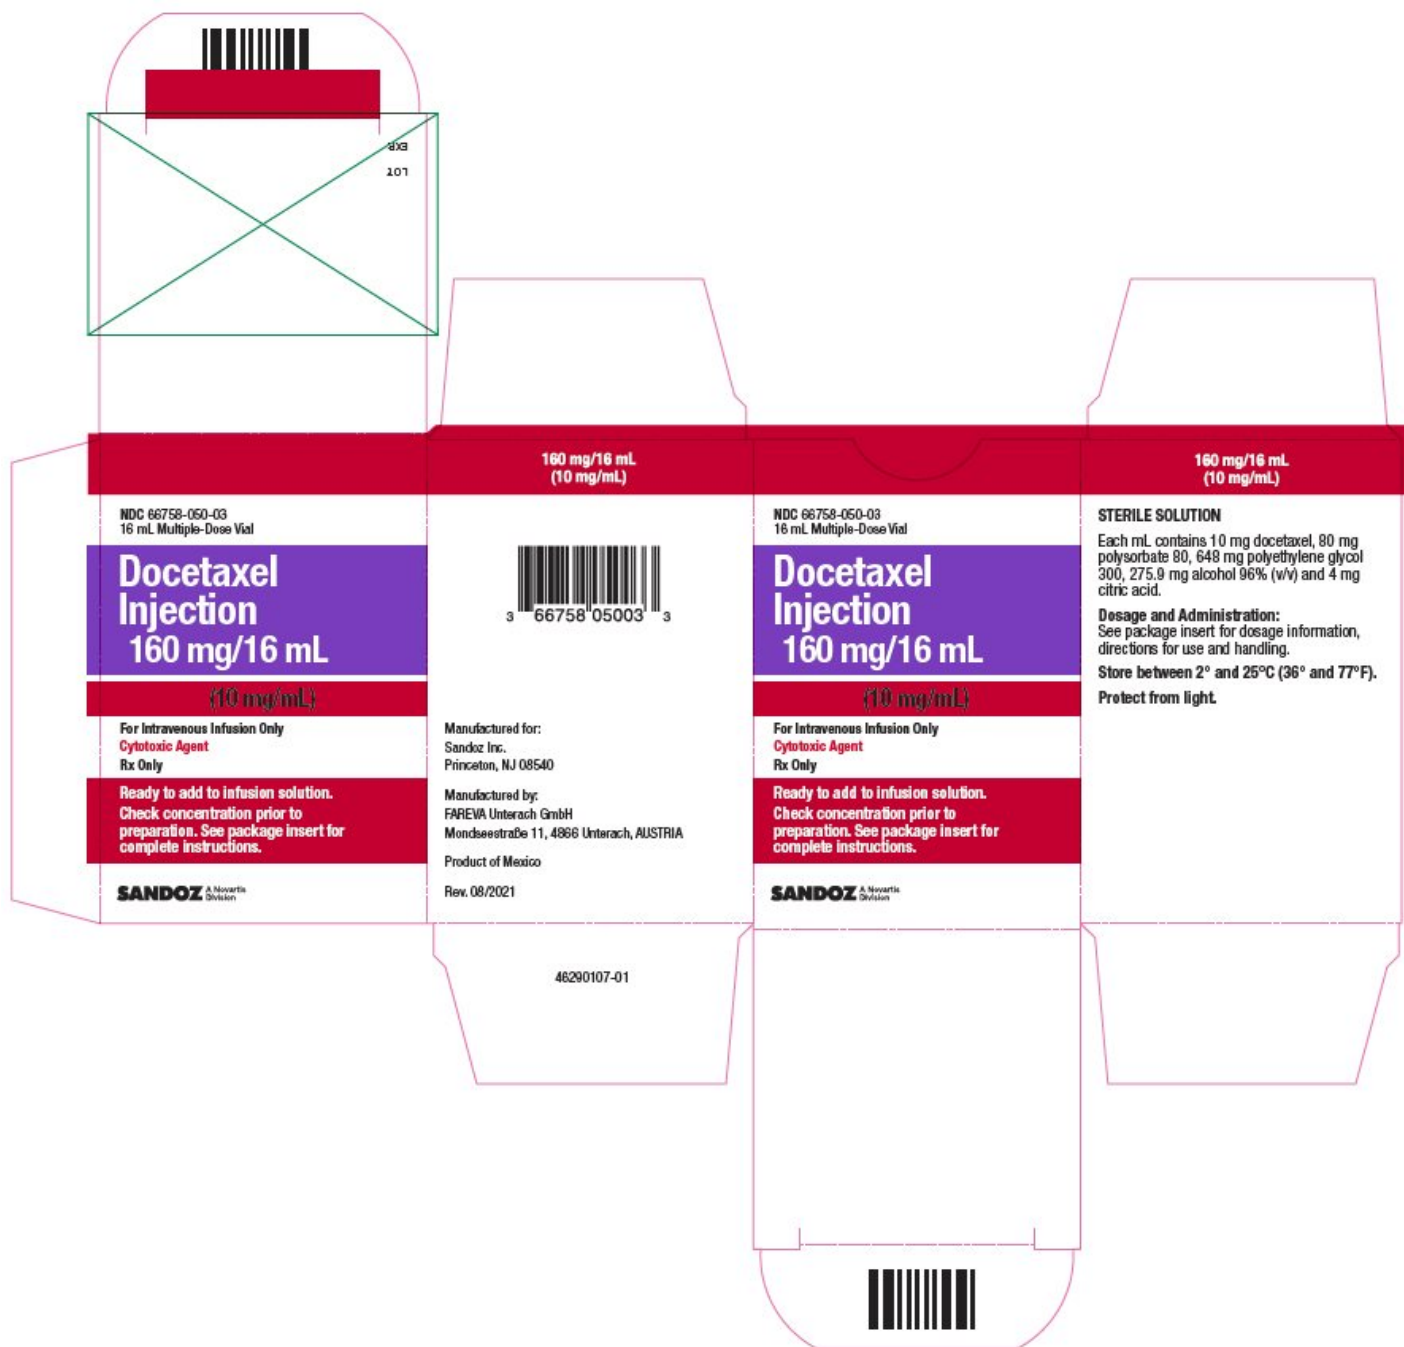 EXP.
LOT
NDC 66758-050-03
16 mL Multiple-Dose Vial
Docetaxel
Injection
160 mg/16 mL
(10 mg/mL)
For Intravenous Infusion Only
Cytotoxic Agent
Rx Only
Ready to add to infusion solution.
Check concentration prior to
preparation. See package insert for
complete instructions.
SANDOZ A Novartis
Division
160 mg/16 mL
(10 mg/mL)
3 66758 05003 3
Manufactured for:
Sandoz Inc.
Princeton, NJ 08540
Manufactured by:
FAREVA Unterach GmbH
Mondseestraße 11, 4866 Unterach, AUSTRIA
Product of Mexico
Rev. 08/2021
46290107-01
NDC 66758-050-03
16 mL Multiple-Dose Vial
Docetaxel
Injection
160 mg/16 mL
(10 mg/mL)
For Intravenous Infusion Only
Cytotoxic Agent
Rx Only
Ready to add to infusion solution.
Check concentration prior to
preparation. See package insert for
complete instructions.
SANDOZ A Novartis
Division
160 mg/16 mL
(10 mg/mL)
STERILE SOLUTION
Each mL contains 10 mg docetaxel, 80 mg
polysorbate 80, 648 mg polyethylene glycol
300, 275.9 mg alcohol 96% (v/v) and 4 mg
citric acid.
Dosage and Administration:
See package insert for dosage information,
directions for use and handling.
Store between 2° and 25°C (36° and 77°F).
Protect from light.